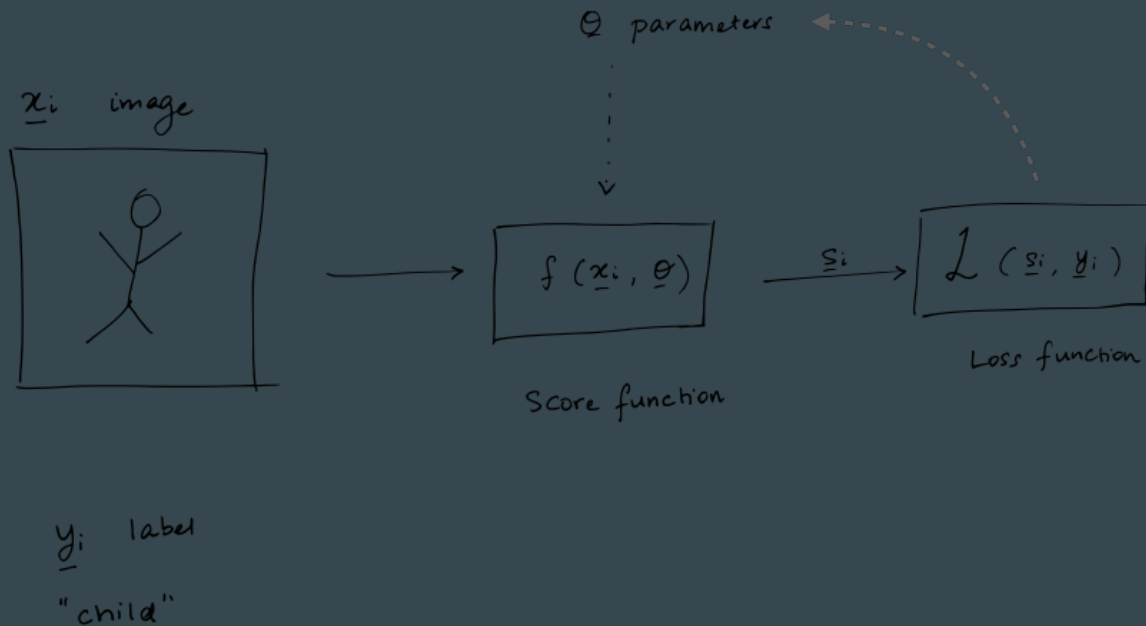 θ parameters
x̲i image
f (x̲i, θ̲)
s̲i
L (s̲i, y̲i)
Loss function
Score function
y̲i label
"child"